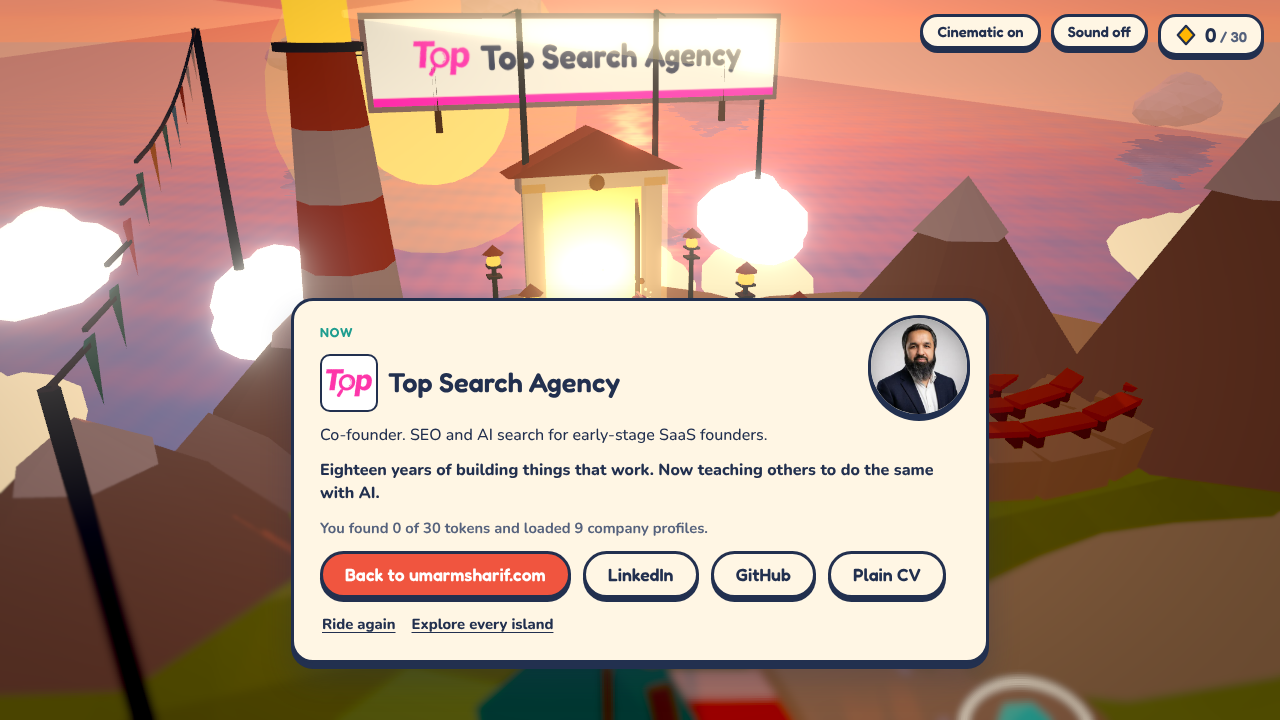 Top Top Search Agency
Cinematic on
Sound off
0 / 30
NOW
Top Top Search Agency
Co-founder. SEO and AI search for early-stage SaaS founders.
Eighteen years of building things that work. Now teaching others to do the same
with AI.
You found 0 of 30 tokens and loaded 9 company profiles.
Back to umarmsharif.com
LinkedIn
GitHub
Plain CV
Ride again
Explore every island